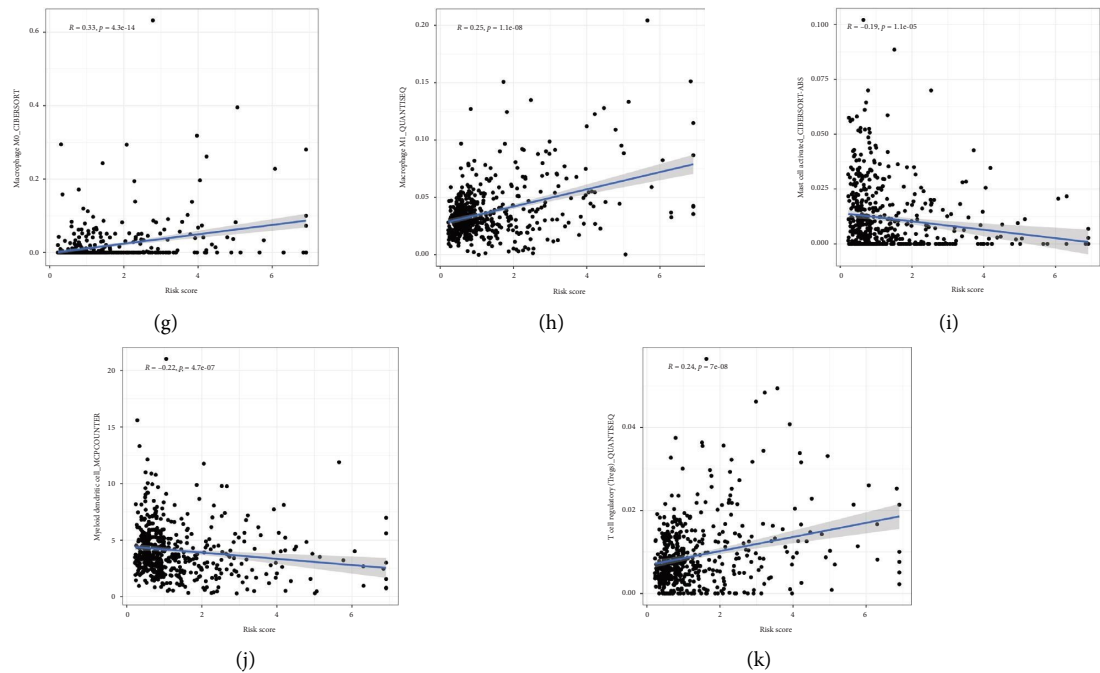 R = 0.33, p = 4.3e-14
0.6
0.4
0.2
0.0
Macrophage M0_CIBERSORT
2
4
6
Risk score
(g)
R = 0.25, p = 1.1e-08
0.20
0.15
0.10
0.05
0.00
Macrophage M1_QUANTISEQ
0
2
4
6
Risk score
(h)
R = −0.19, p = 1.1e-05
0.100
0.075
0.050
0.025
0.000
Mast cell activated_CIBERSORT-ABS
0
2
4
6
Risk score
(i)
R = −0.22, p = 4.7e-07
20
15
10
5
0
Myeloid dendritic cell_MCPCOUNTER
0
2
4
6
Risk score
(j)
R = 0.24, p = 7e-08
0.04
0.02
0.00
T cell regulatory (Tregs)_QUANTISEQ
0
2
4
6
Risk score
(k)